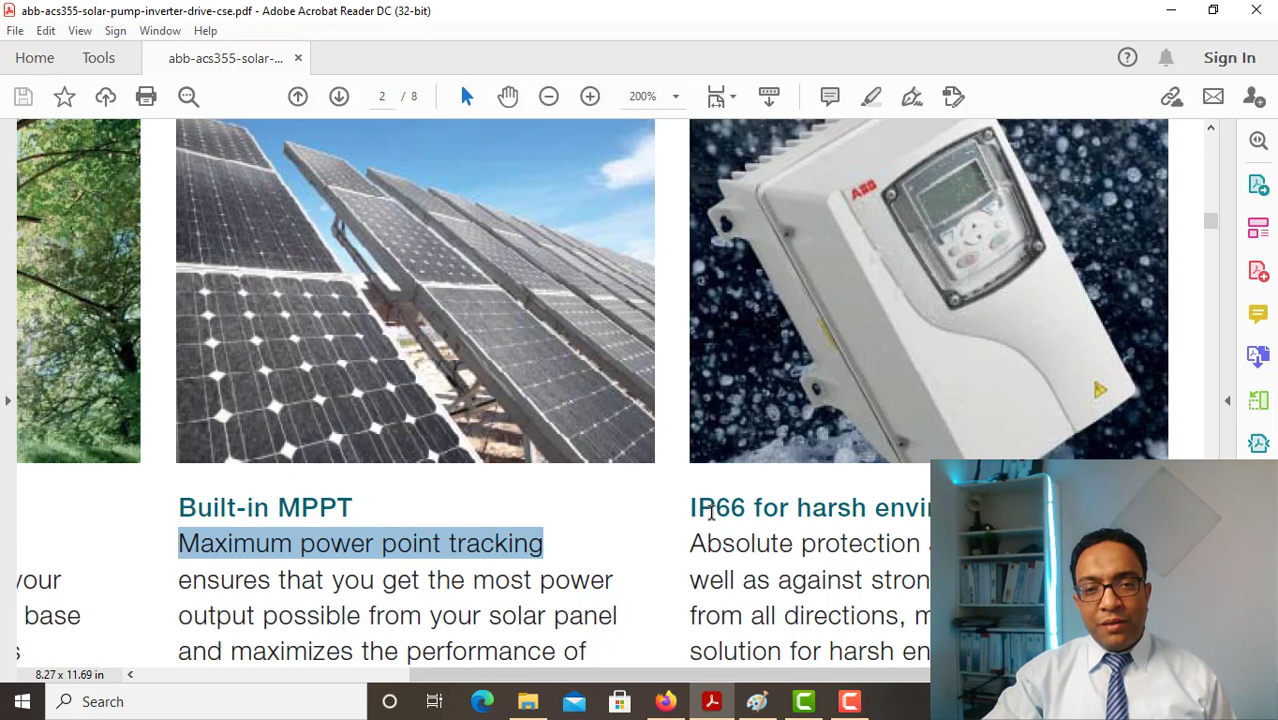 abb-acs355-solar-pump-inverter-drive-cse.pdf - Adobe Acrobat Reader DC (32-bit)
File Edit View Sign Window Help
Home Tools abb-acs355-solar-... × Sign In
2 / 8 200%
ABB
Built-in MPPT
Maximum power point tracking
ensures that you get the most power
output possible from your solar panel
and maximizes the performance of
IP66 for harsh envi
Absolute protection
well as against stron
from all directions, m
solution for harsh en
your
base
s
8.27 x 11.69 in
Search